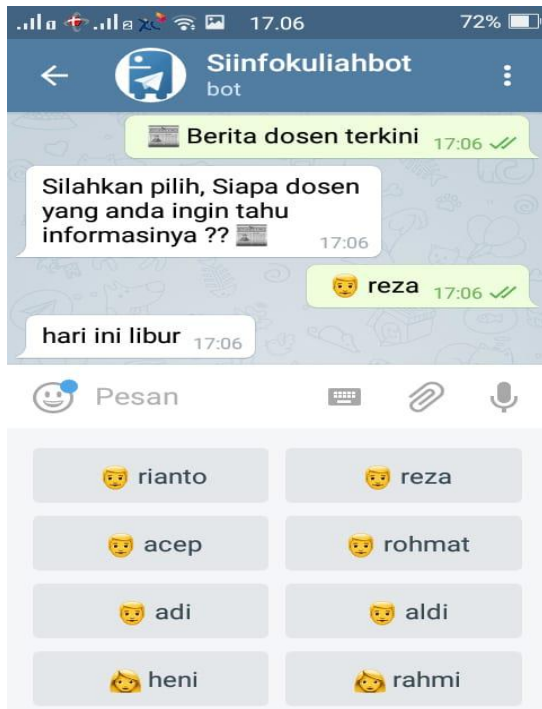 17.06
72%
Siinfokuliahbot
bot
Berita dosen terkini 17:06
Silahkan pilih, Siapa dosen
yang anda ingin tahu
informasinya ?? 17:06
reza 17:06
hari ini libur 17:06
Pesan
rianto
reza
acep
rohmat
adi
aldi
heni
rahmi